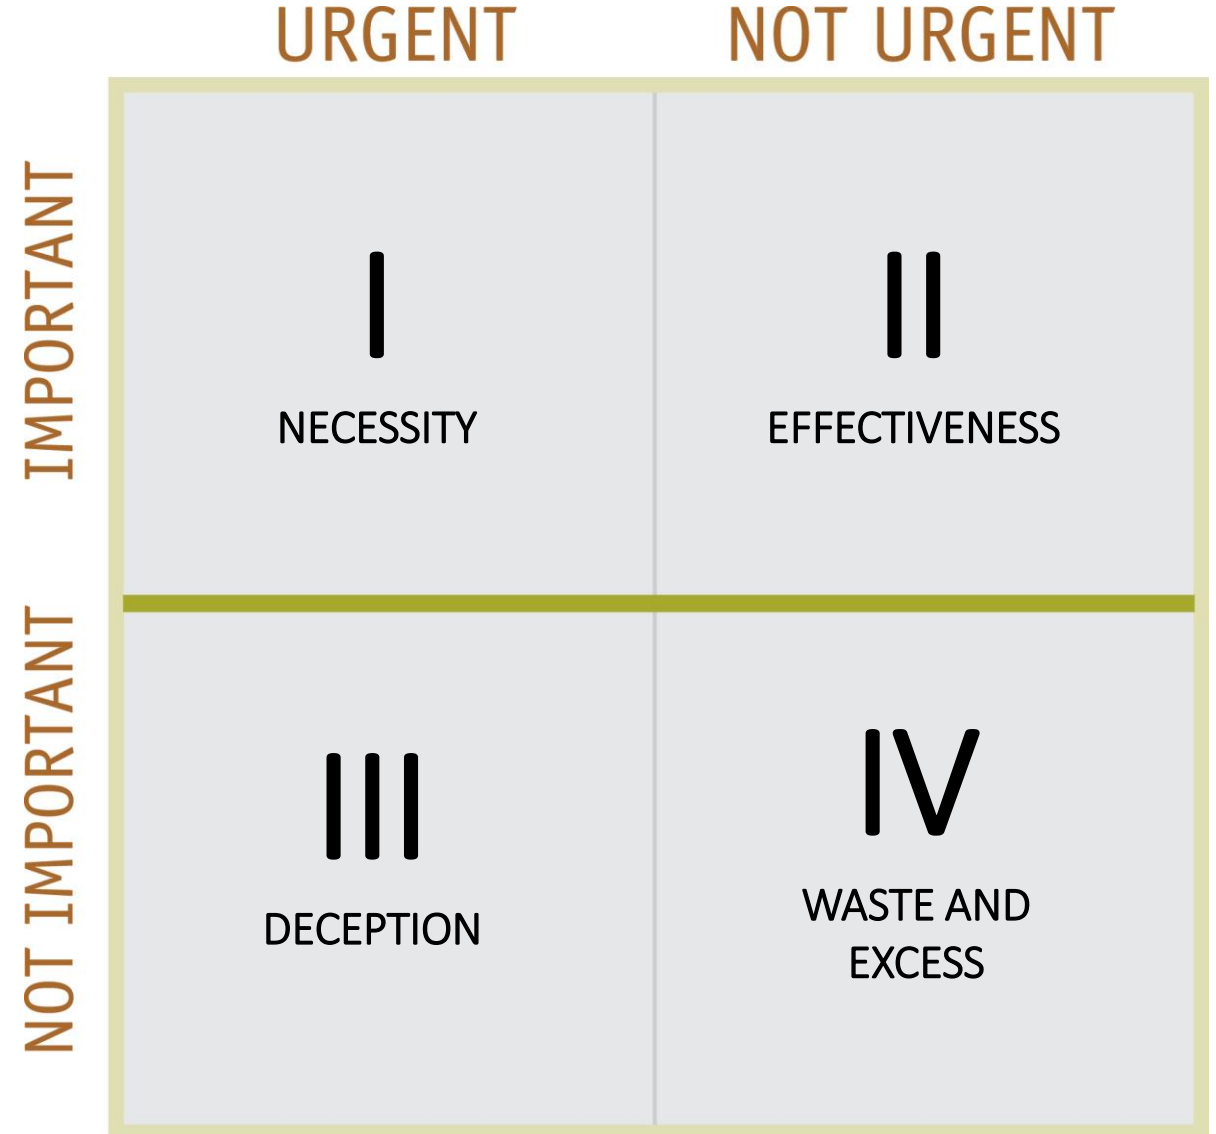 URGENT
NOT URGENT
IMPORTANT
I
NECESSITY
II
EFFECTIVENESS
NOT IMPORTANT
III
DECEPTION
IV
WASTE AND
EXCESS